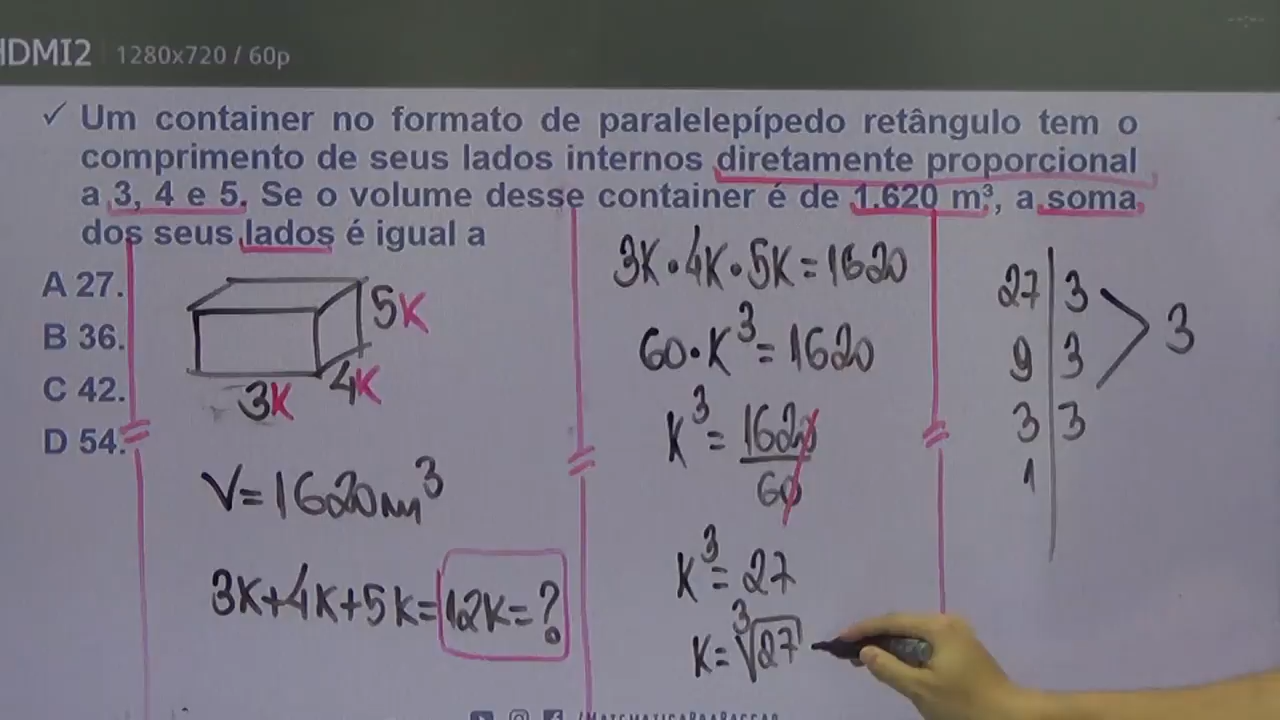 HDMI2 1280x720 / 60p
✓ Um container no formato de paralelepípedo retângulo tem o
comprimento de seus lados internos diretamente proporcional
a 3, 4 e 5. Se o volume desse container é de 1.620 m³, a soma
dos seus lados é igual a
A 27.
B 36.
C 42.
D 54.
5K
4K
3K
V=1620m³
3K+4K+5K=12K=?
3K·4K·5K=1620
60·K³=1620
K³=1620/60
K³=27
K=∛27
27 | 3
9 | 3
3 | 3
1
3